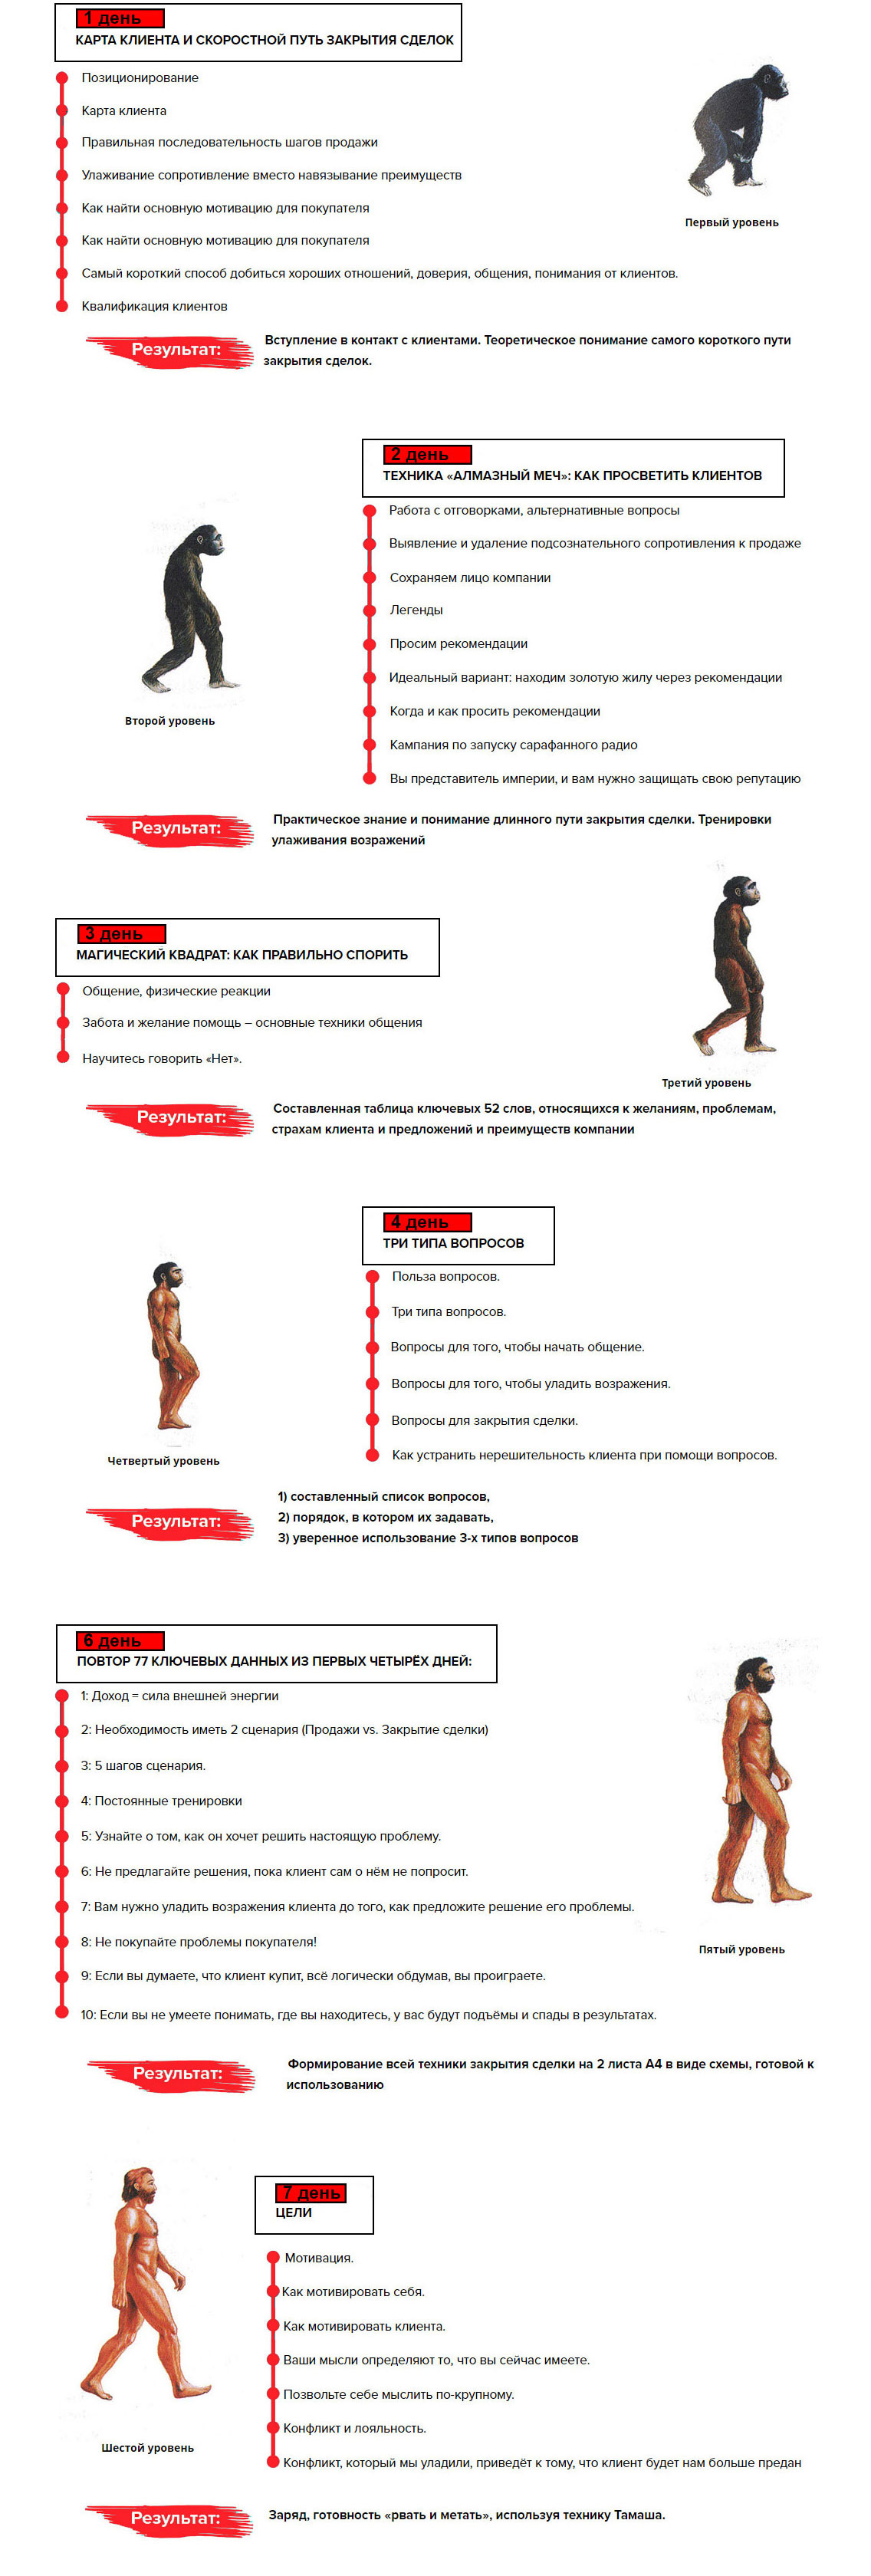 1 день
КАРТА КЛИЕНТА И СКОРОСТНОЙ ПУТЬ ЗАКРЫТИЯ СДЕЛОК
Позиционирование
Карта клиента
Правильная последовательность шагов продажи
Улаживание сопротивление вместо навязывание преимуществ
Как найти основную мотивацию для покупателя
Как найти основную мотивацию для покупателя
Самый короткий способ добиться хороших отношений, доверия, общения, понимания от клиентов.
Квалификация клиентов
Первый уровень
Результат:
Вступление в контакт с клиентами. Теоретическое понимание самого короткого пути
закрытия сделок.
2 день
ТЕХНИКА «АЛМАЗНЫЙ МЕЧ»: КАК ПРОСВЕТИТЬ КЛИЕНТОВ
Работа с отговорками, альтернативные вопросы
Выявление и удаление подсознательного сопротивления к продаже
Сохраняем лицо компании
Легенды
Просим рекомендации
Идеальный вариант: находим золотую жилу через рекомендации
Когда и как просить рекомендации
Кампания по запуску сарафанного радио
Вы представитель империи, и вам нужно защищать свою репутацию
Второй уровень
Результат:
Практическое знание и понимание длинного пути закрытия сделки. Тренировки
улаживания возражений
3 день
МАГИЧЕСКИЙ КВАДРАТ: КАК ПРАВИЛЬНО СПОРИТЬ
Общение, физические реакции
Забота и желание помощь – основные техники общения
Научитесь говорить «Нет».
Третий уровень
Результат:
Составленная таблица ключевых 52 слов, относящихся к желаниям, проблемам,
страхам клиента и предложений и преимуществ компании
4 день
ТРИ ТИПА ВОПРОСОВ
Польза вопросов.
Три типа вопросов.
Вопросы для того, чтобы начать общение.
Вопросы для того, чтобы уладить возражения.
Вопросы для закрытия сделки.
Как устранить нерешительность клиента при помощи вопросов.
Четвертый уровень
Результат:
1) составленный список вопросов,
2) порядок, в котором их задавать,
3) уверенное использование 3-х типов вопросов
6 день
ПОВТОР 77 КЛЮЧЕВЫХ ДАННЫХ ИЗ ПЕРВЫХ ЧЕТЫРЁХ ДНЕЙ:
1: Доход = сила внешней энергии
2: Необходимость иметь 2 сценария (Продажи vs. Закрытие сделки)
3: 5 шагов сценария.
4: Постоянные тренировки
5: Узнайте о том, как он хочет решить настоящую проблему.
6: Не предлагайте решения, пока клиент сам о нём не попросит.
7: Вам нужно уладить возражения клиента до того, как предложите решение его проблемы.
8: Не покупайте проблемы покупателя!
9: Если вы думаете, что клиент купит, всё логически обдумав, вы проиграете.
10: Если вы не умеете понимать, где вы находитесь, у вас будут подъёмы и спады в результатах.
Пятый уровень
Результат:
Формирование всей техники закрытия сделки на 2 листа А4 в виде схемы, готовой к
использованию
7 день
ЦЕЛИ
Мотивация.
Как мотивировать себя.
Как мотивировать клиента.
Ваши мысли определяют то, что вы сейчас имеете.
Позвольте себе мыслить по-крупному.
Конфликт и лояльность.
Конфликт, который мы уладили, приведёт к тому, что клиент будет нам больше предан
Шестой уровень
Результат:
Заряд, готовность «рвать и метать», используя технику Тамаша.